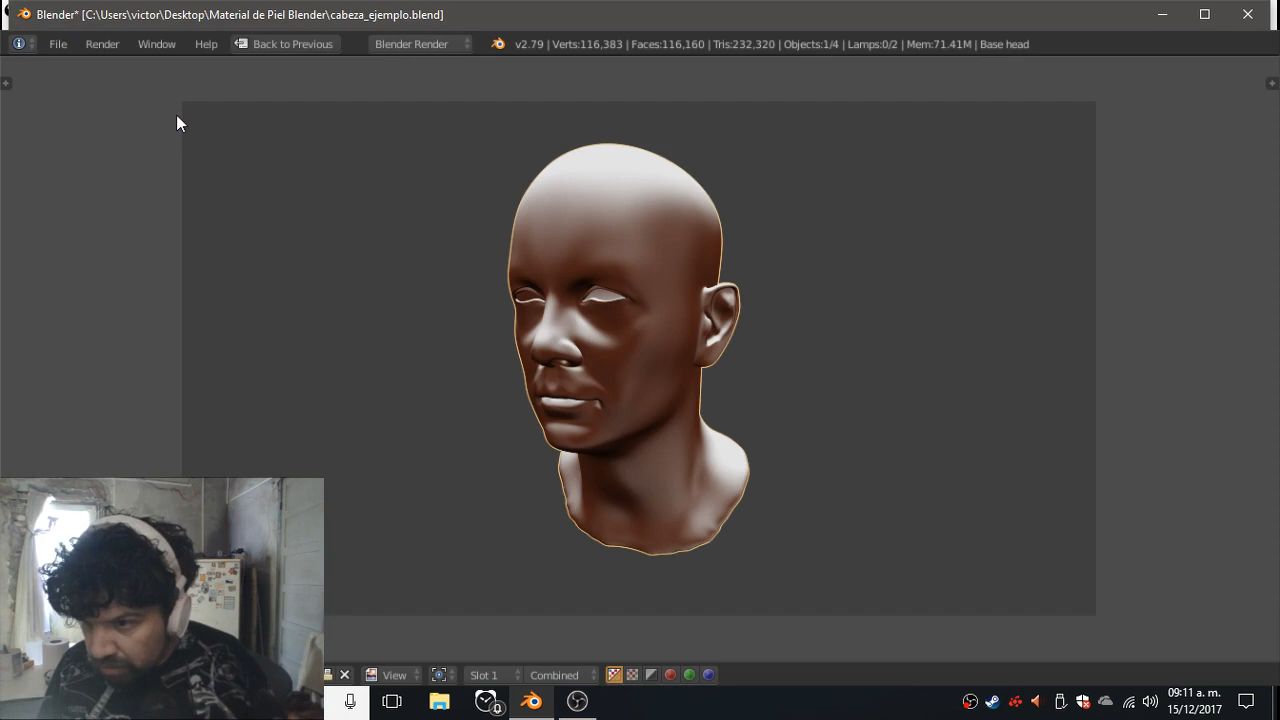 Blender* [C:\Users\victor\Desktop\Material de Piel Blender\cabeza_ejemplo.blend]
File Render Window Help Back to Previous Blender Render v2.79 | Verts:116,383 | Faces:116,160 | Tris:232,320 | Objects:1/4 | Lamps:0/2 | Mem:71.41M | Base head
View Slot 1 Combined
09:11 a. m.
15/12/2017